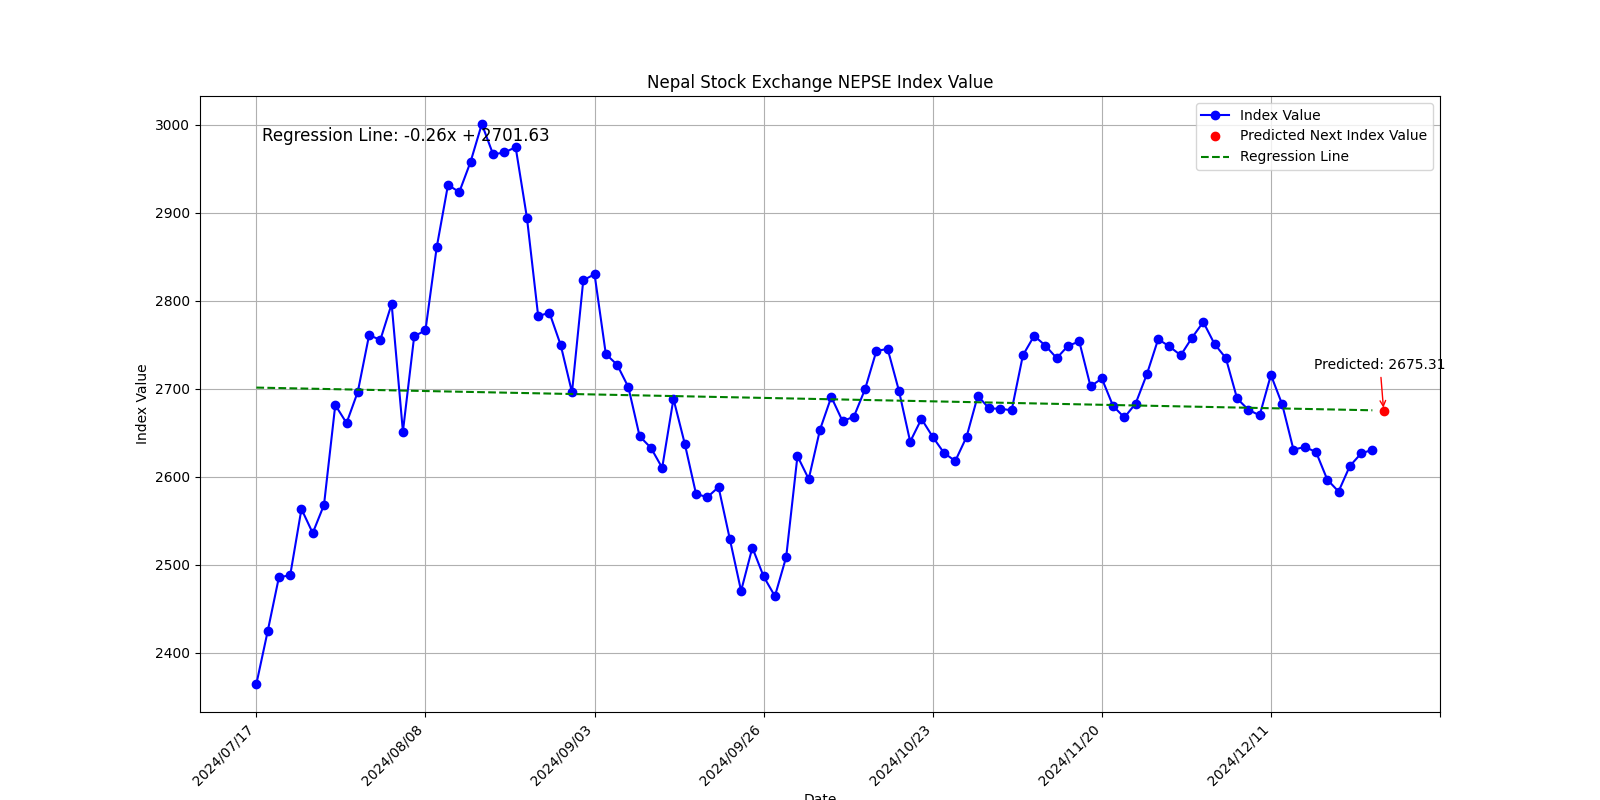 Nepal Stock Exchange NEPSE Index Value
Regression Line: -0.26x + 2701.63
Index Value
Predicted Next Index Value
Regression Line
Predicted: 2675.31
Index Value
3000
2900
2800
2700
2600
2500
2400
2024/07/17
2024/08/08
2024/09/03
2024/09/26
2024/10/23
2024/11/20
2024/12/11
Date